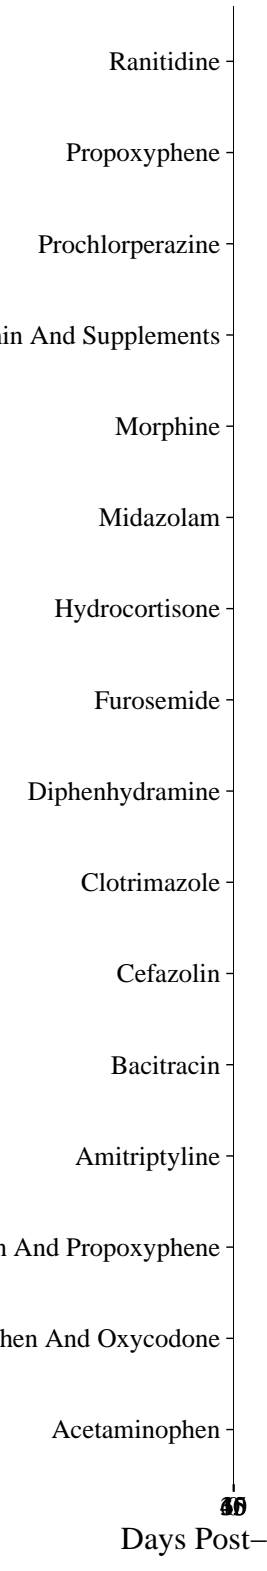 Ranitidine
Propoxyphene
Prochlorperazine
in And Supplements
Morphine
Midazolam
Hydrocortisone
Furosemide
Diphenhydramine
Clotrimazole
Cefazolin
Bacitracin
Amitriptyline
n And Propoxyphene
hen And Oxycodone
Acetaminophen
Days Post–